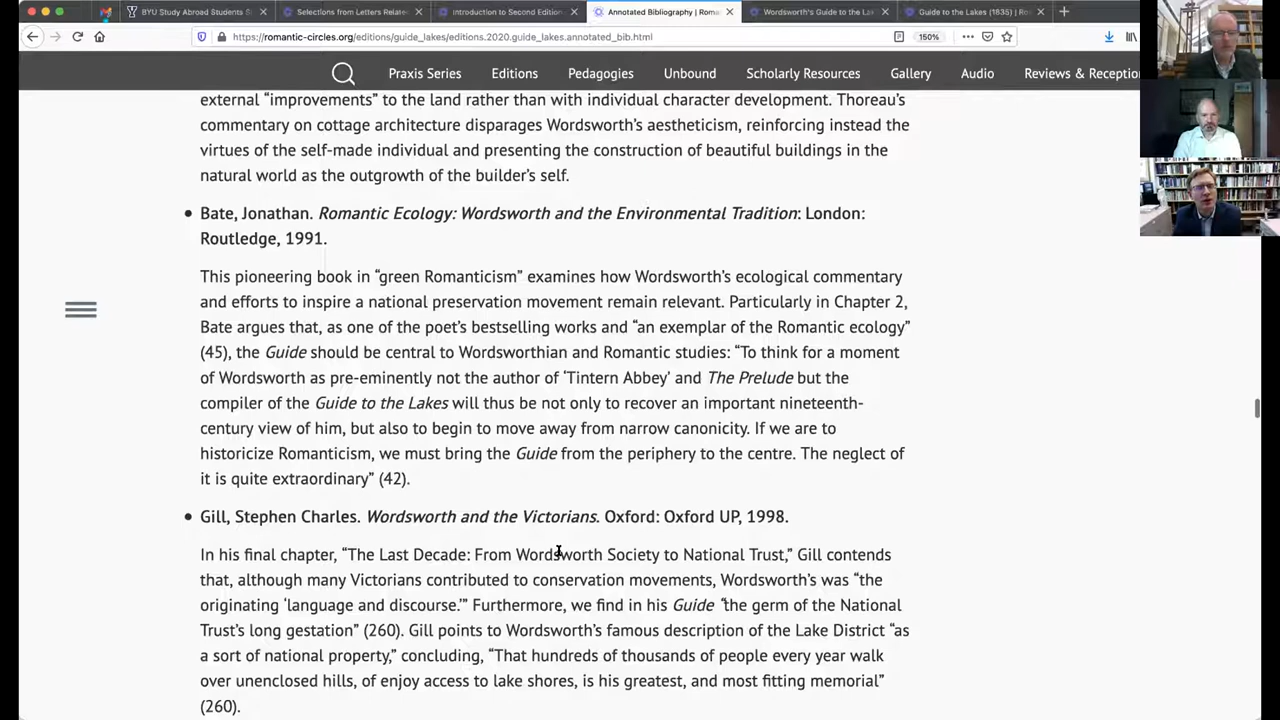 BYU Study Abroad Students S
Selections from Letters Relate
Introduction to Second Edition
Annotated Bibliography | Roma
Wordsworth's Guide to the Lak
Guide to the Lakes (1835) | Ro
https://romantic-circles.org/editions/guide_lakes/editions.2020.guide_lakes.annotated_bib.html
150%
Praxis Series Editions Pedagogies Unbound Scholarly Resources Gallery Audio Reviews & Receptio
external “improvements” to the land rather than with individual character development. Thoreau’s
commentary on cottage architecture disparages Wordsworth’s aestheticism, reinforcing instead the
virtues of the self-made individual and presenting the construction of beautiful buildings in the
natural world as the outgrowth of the builder’s self.
• Bate, Jonathan. Romantic Ecology: Wordsworth and the Environmental Tradition: London:
Routledge, 1991.
This pioneering book in “green Romanticism” examines how Wordsworth’s ecological commentary
and efforts to inspire a national preservation movement remain relevant. Particularly in Chapter 2,
Bate argues that, as one of the poet’s bestselling works and “an exemplar of the Romantic ecology”
(45), the Guide should be central to Wordsworthian and Romantic studies: “To think for a moment
of Wordsworth as pre-eminently not the author of ‘Tintern Abbey’ and The Prelude but the
compiler of the Guide to the Lakes will thus be not only to recover an important nineteenth-
century view of him, but also to begin to move away from narrow canonicity. If we are to
historicize Romanticism, we must bring the Guide from the periphery to the centre. The neglect of
it is quite extraordinary” (42).
• Gill, Stephen Charles. Wordsworth and the Victorians. Oxford: Oxford UP, 1998.
In his final chapter, “The Last Decade: From Wordsworth Society to National Trust,” Gill contends
that, although many Victorians contributed to conservation movements, Wordsworth’s was “the
originating ‘language and discourse.’” Furthermore, we find in his Guide “the germ of the National
Trust’s long gestation” (260). Gill points to Wordsworth’s famous description of the Lake District “as
a sort of national property,” concluding, “That hundreds of thousands of people every year walk
over unenclosed hills, of enjoy access to lake shores, is his greatest, and most fitting memorial”
(260).